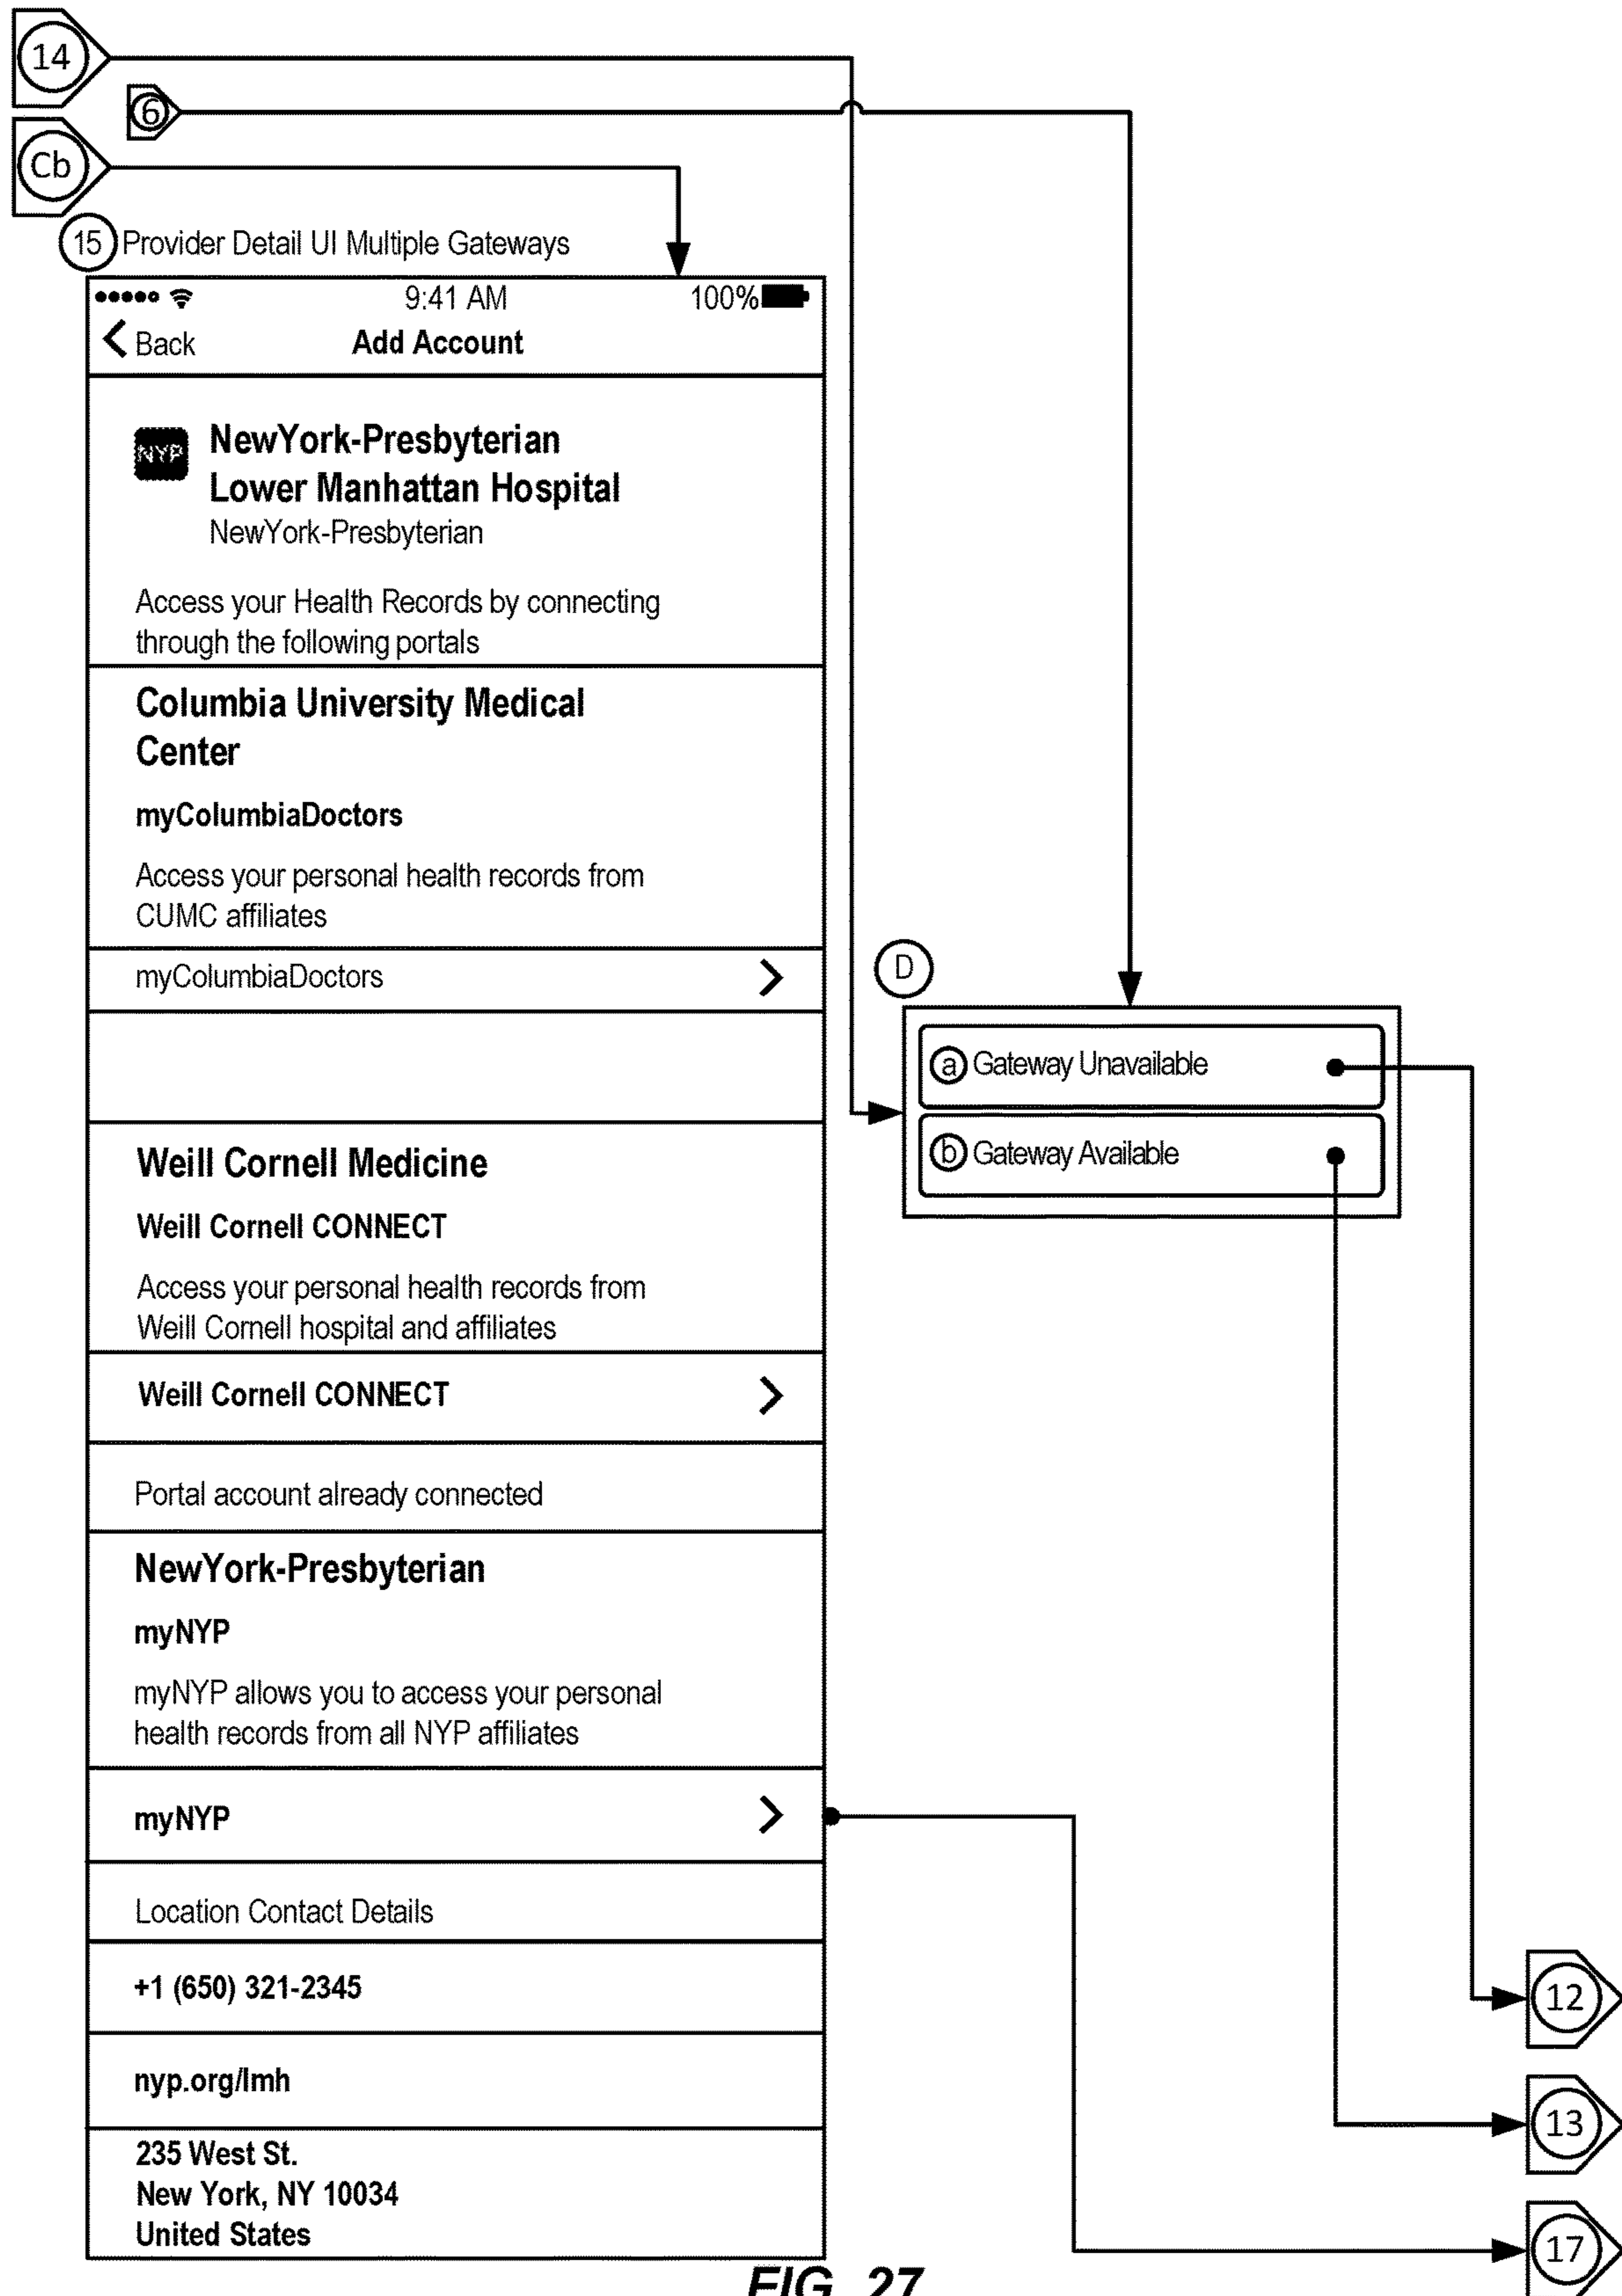 14
6
Cb
15 Provider Detail UI Multiple Gateways
9:41 AM 100%
Back Add Account
NYP
NewYork-Presbyterian
Lower Manhattan Hospital
NewYork-Presbyterian
Access your Health Records by connecting
through the following portals
Columbia University Medical
Center
myColumbiaDoctors
Access your personal health records from
CUMC affiliates
myColumbiaDoctors
Weill Cornell Medicine
Weill Cornell CONNECT
Access your personal health records from
Weill Cornell hospital and affiliates
Weill Cornell CONNECT
Portal account already connected
NewYork-Presbyterian
myNYP
myNYP allows you to access your personal
health records from all NYP affiliates
myNYP
Location Contact Details
+1 (650) 321-2345
nyp.org/lmh
235 West St.
New York, NY 10034
United States
D
a Gateway Unavailable
b Gateway Available
12
13
17
FIG. 27